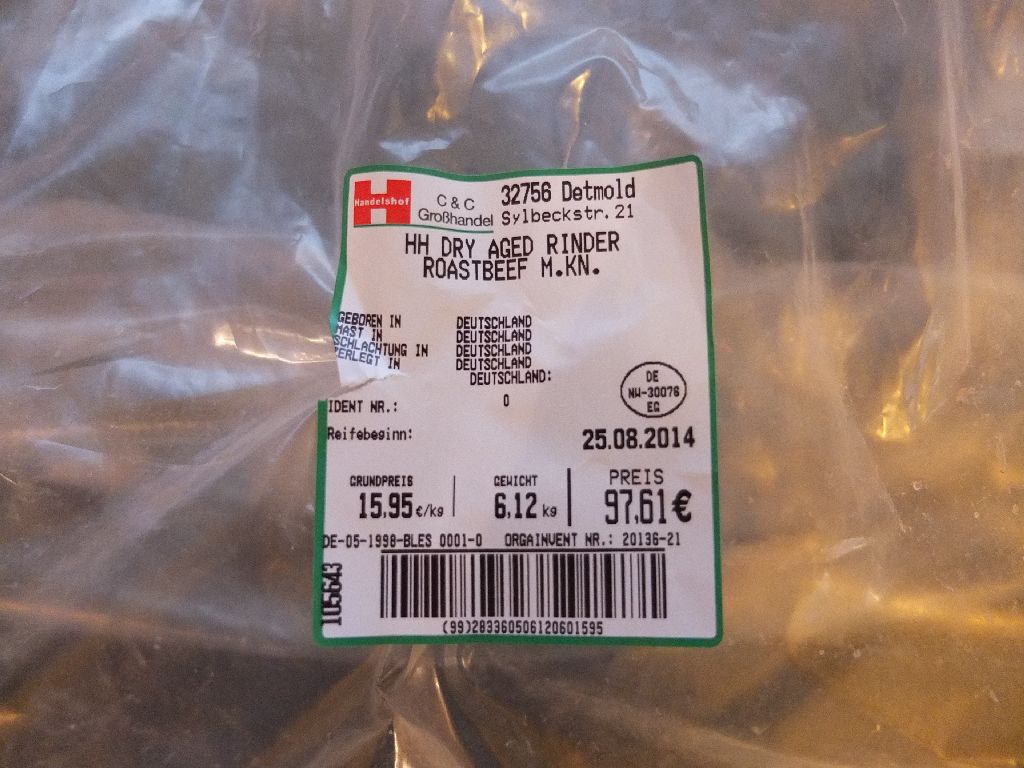 Handelshof
C & C
Großhandel
32756 Detmold
Sylbeckstr. 21
HH DRY AGED RINDER
ROASTBEEF M.KN.
GEBOREN IN DEUTSCHLAND
MAST IN DEUTSCHLAND
SCHLACHTUNG IN DEUTSCHLAND
ZERLEGT IN DEUTSCHLAND
DEUTSCHLAND:
IDENT NR.: 0
DE
NW-30076
EG
Reifebeginn: 25.08.2014
GRUNDPREIS GEWICHT PREIS
15,95 €/kg 6,12 kg 97,61 €
DE-05-1998-BLES 0001-0 ORGAINVENT NR.: 20136-21
105643
(99)283360506120601595